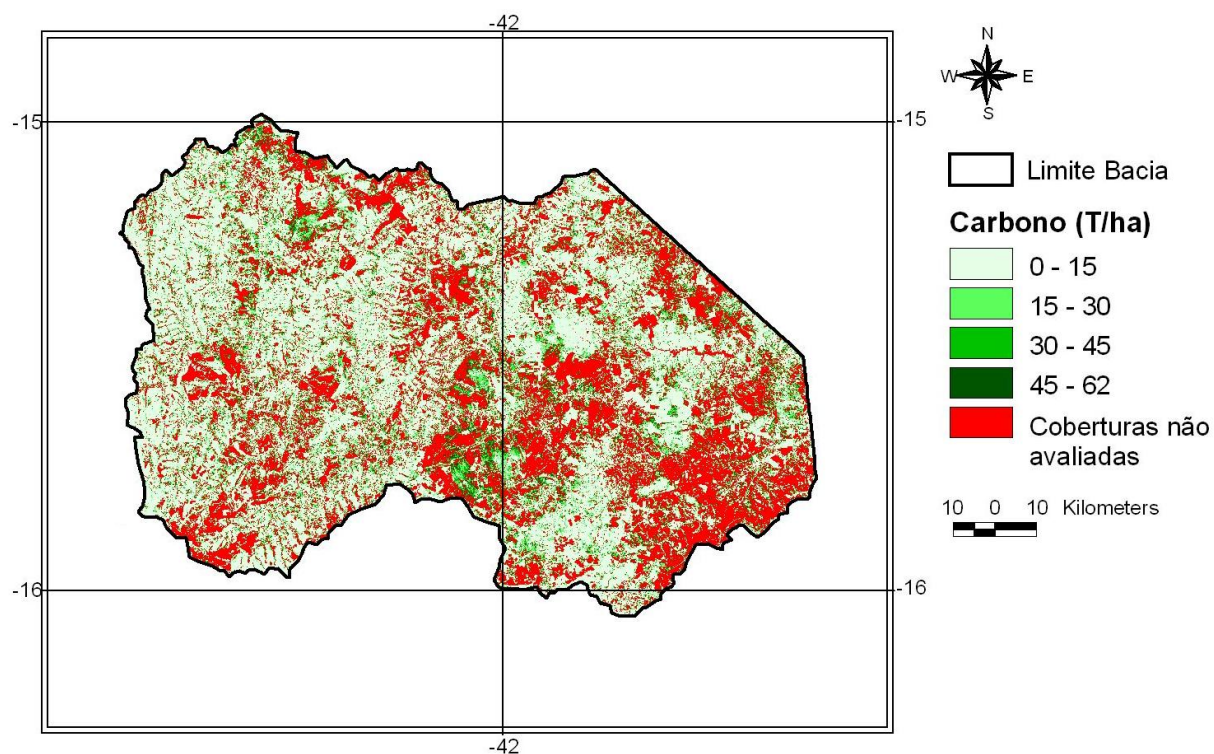 -42
-15
-15
-16
-16
-42
N
W E
S
Limite Bacia
Carbono (T/ha)
0 - 15
15 - 30
30 - 45
45 - 62
Coberturas não
avaliadas
10 0 10 Kilometers